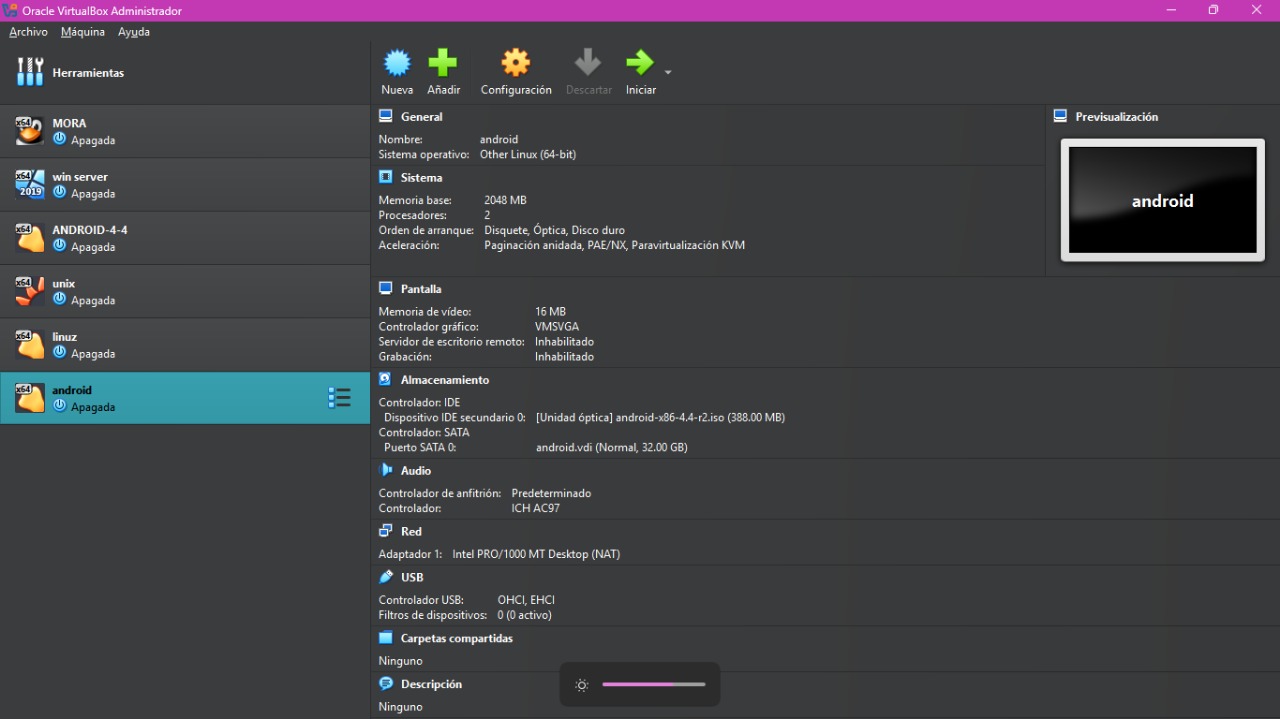 Oracle VirtualBox Administrador
Archivo Máquina Ayuda
Herramientas
Nueva Añadir Configuración Descartar Iniciar
x64 MORA
Apagada
x64 2019 win server
Apagada
x64 ANDROID-4-4
Apagada
x64 unix
Apagada
x64 linuz
Apagada
x64 android
Apagada
General
Nombre: android
Sistema operativo: Other Linux (64-bit)
Sistema
Memoria base: 2048 MB
Procesadores: 2
Orden de arranque: Disquete, Óptica, Disco duro
Aceleración: Paginación anidada, PAE/NX, Paravirtualización KVM
Previsualización
android
Pantalla
Memoria de vídeo: 16 MB
Controlador gráfico: VMSVGA
Servidor de escritorio remoto: Inhabilitado
Grabación: Inhabilitado
Almacenamiento
Controlador: IDE
Dispositivo IDE secundario 0: [Unidad óptica] android-x86-4.4-r2.iso (388.00 MB)
Controlador: SATA
Puerto SATA 0: android.vdi (Normal, 32.00 GB)
Audio
Controlador de anfitrión: Predeterminado
Controlador: ICH AC97
Red
Adaptador 1: Intel PRO/1000 MT Desktop (NAT)
USB
Controlador USB: OHCI, EHCI
Filtros de dispositivos: 0 (0 activo)
Carpetas compartidas
Ninguno
Descripción
Ninguno